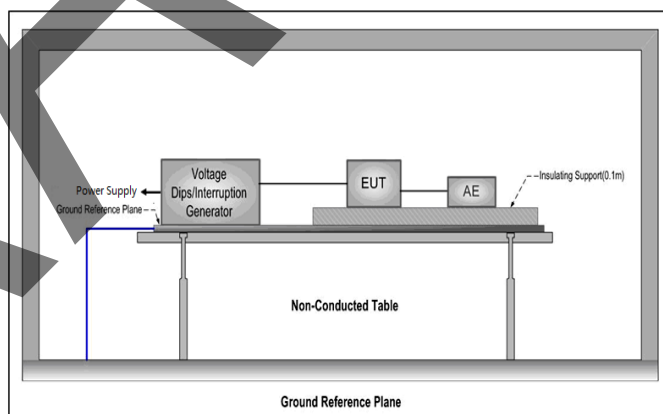 Voltage
Dips/Interruption
Generator
EUT
AE
Insulating Support(0.1m)
Power Supply
Ground Reference Plane
Non-Conducted Table
Ground Reference Plane